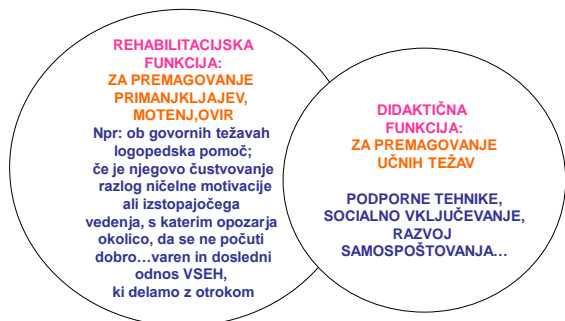 REHABILITACIJSKA
FUNKCIJA:
ZA PREMAGOVANJE
PRIMANJKLJAJEV,
MOTENJ,OVIR
Npr: ob govornih težavah
logopedska pomoč;
če je njegovo čustvovanje
razlog ničelne motivacije
ali izstopajočega
vedenja, s katerim opozarja
okolico, da se ne počuti
dobro…varen in dosledni
odnos VSEH,
ki delamo z otrokom
DIDAKTIČNA
FUNKCIJA:
ZA PREMAGOVANJE
UČNIH TEŽAV
PODPORNE TEHNIKE,
SOCIALNO VKLJUČEVANJE,
RAZVOJ
SAMOSPOŠTOVANJA…